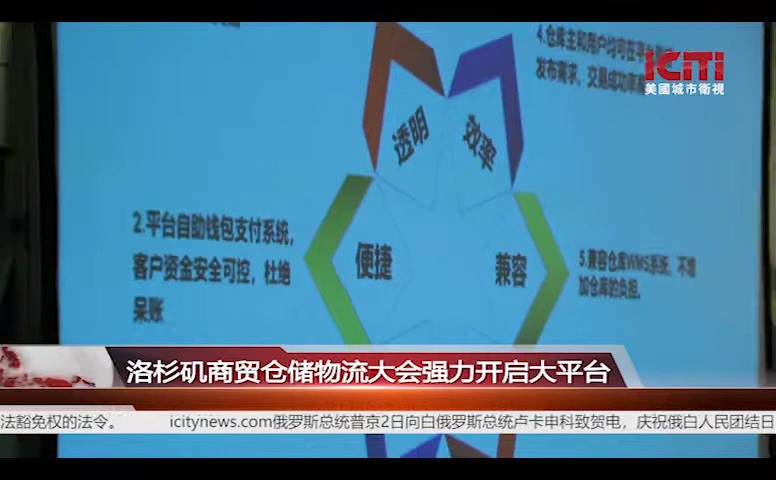 iCiTi
美國城市衛視
4.仓库主和用户均可在平台
发布需求，交易成功率
透明
效率
2.平台自助钱包支付系统，
客户资金安全可控，杜绝
呆账
便捷
兼容
5.兼容仓库WMS系统，不增
加仓库的负担。
洛杉矶商贸仓储物流大会强力开启大平台
法豁免权的法令。 icitynews.com俄罗斯总统普京2日向白俄罗斯总统卢卡申科致贺电，庆祝俄白人民团结日